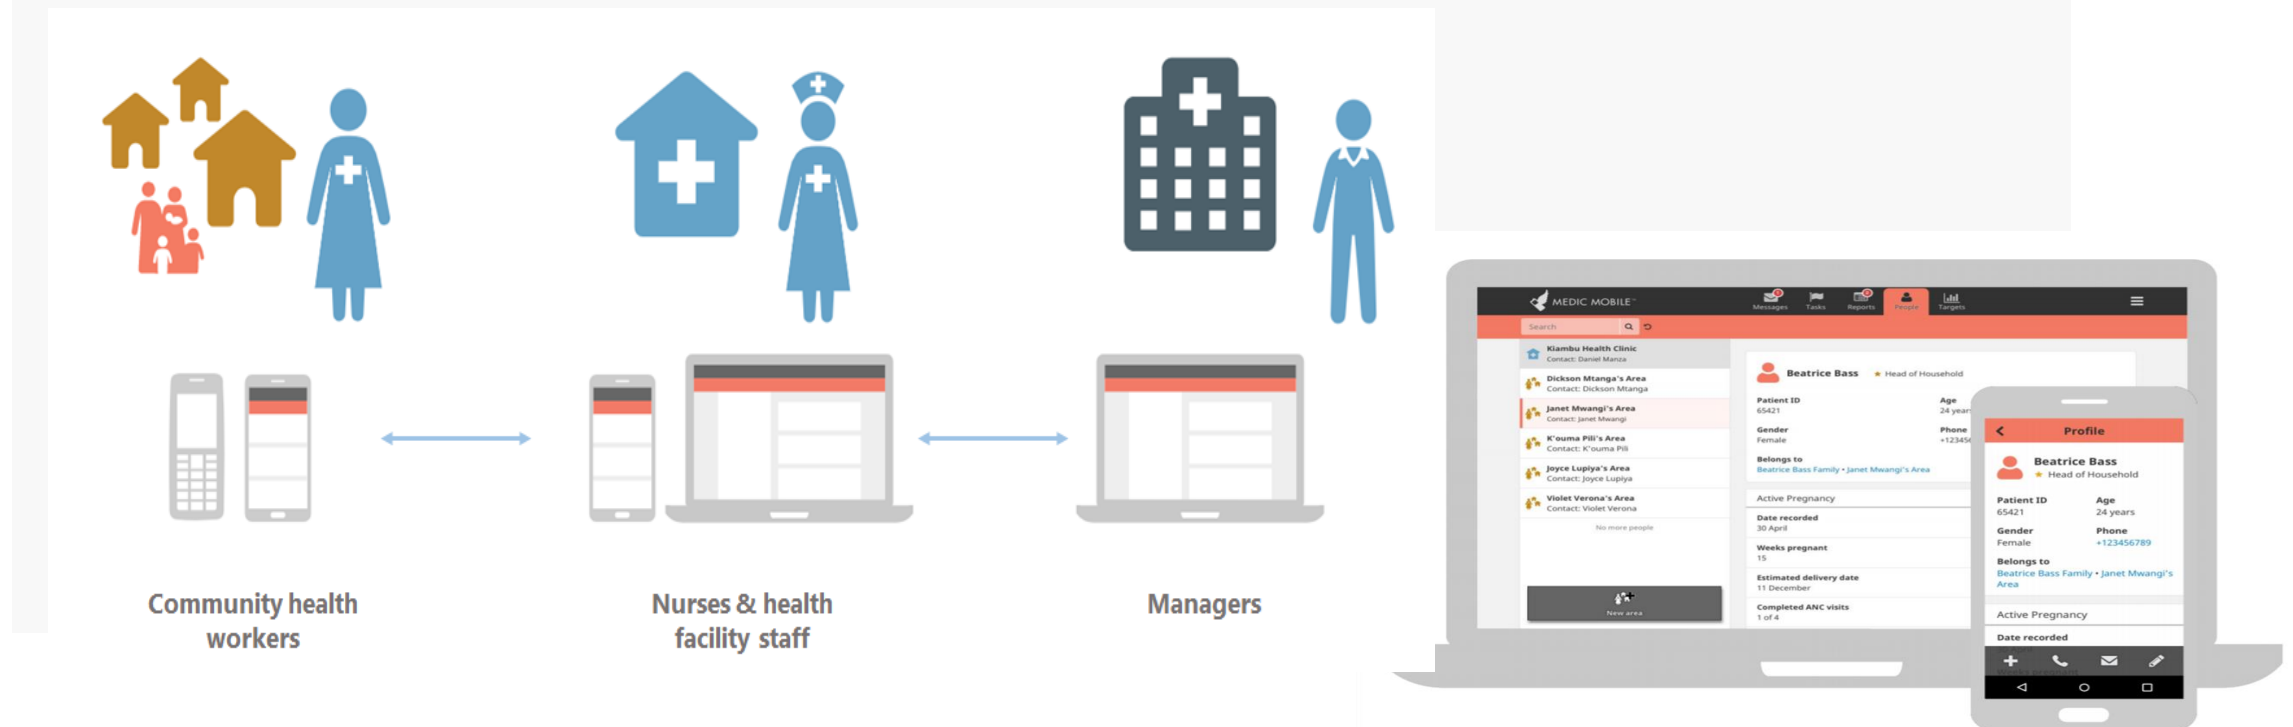 Community health
workers
Nurses & health
facility staff
Managers
MEDIC MOBILE
Messages
Tasks
Reports
People
Targets
Search
Kiambu Health Clinic
Contact: Daniel Manza
Dickson Mtanga's Area
Contact: Dickson Mtanga
Janet Mwangi's Area
Contact: Janet Mwangi
K'ouma Pili's Area
Contact: K'ouma Pili
Joyce Lupiya's Area
Contact: Joyce Lupiya
Violet Verona's Area
Contact: Violet Verona
No more people
New area
Beatrice Bass ★ Head of Household
Patient ID Age
65421 24 year
Gender Phone
Female +12345
Belongs to
Beatrice Bass Family • Janet Mwangi's Area
Active Pregnancy
Date recorded
30 April
Weeks pregnant
15
Estimated delivery date
11 December
Completed ANC visits
1 of 4
Profile
Beatrice Bass
★ Head of Household
Patient ID Age
65421 24 years
Gender Phone
Female +123456789
Belongs to
Beatrice Bass Family • Janet Mwangi's
Area
Active Pregnancy
Date recorded